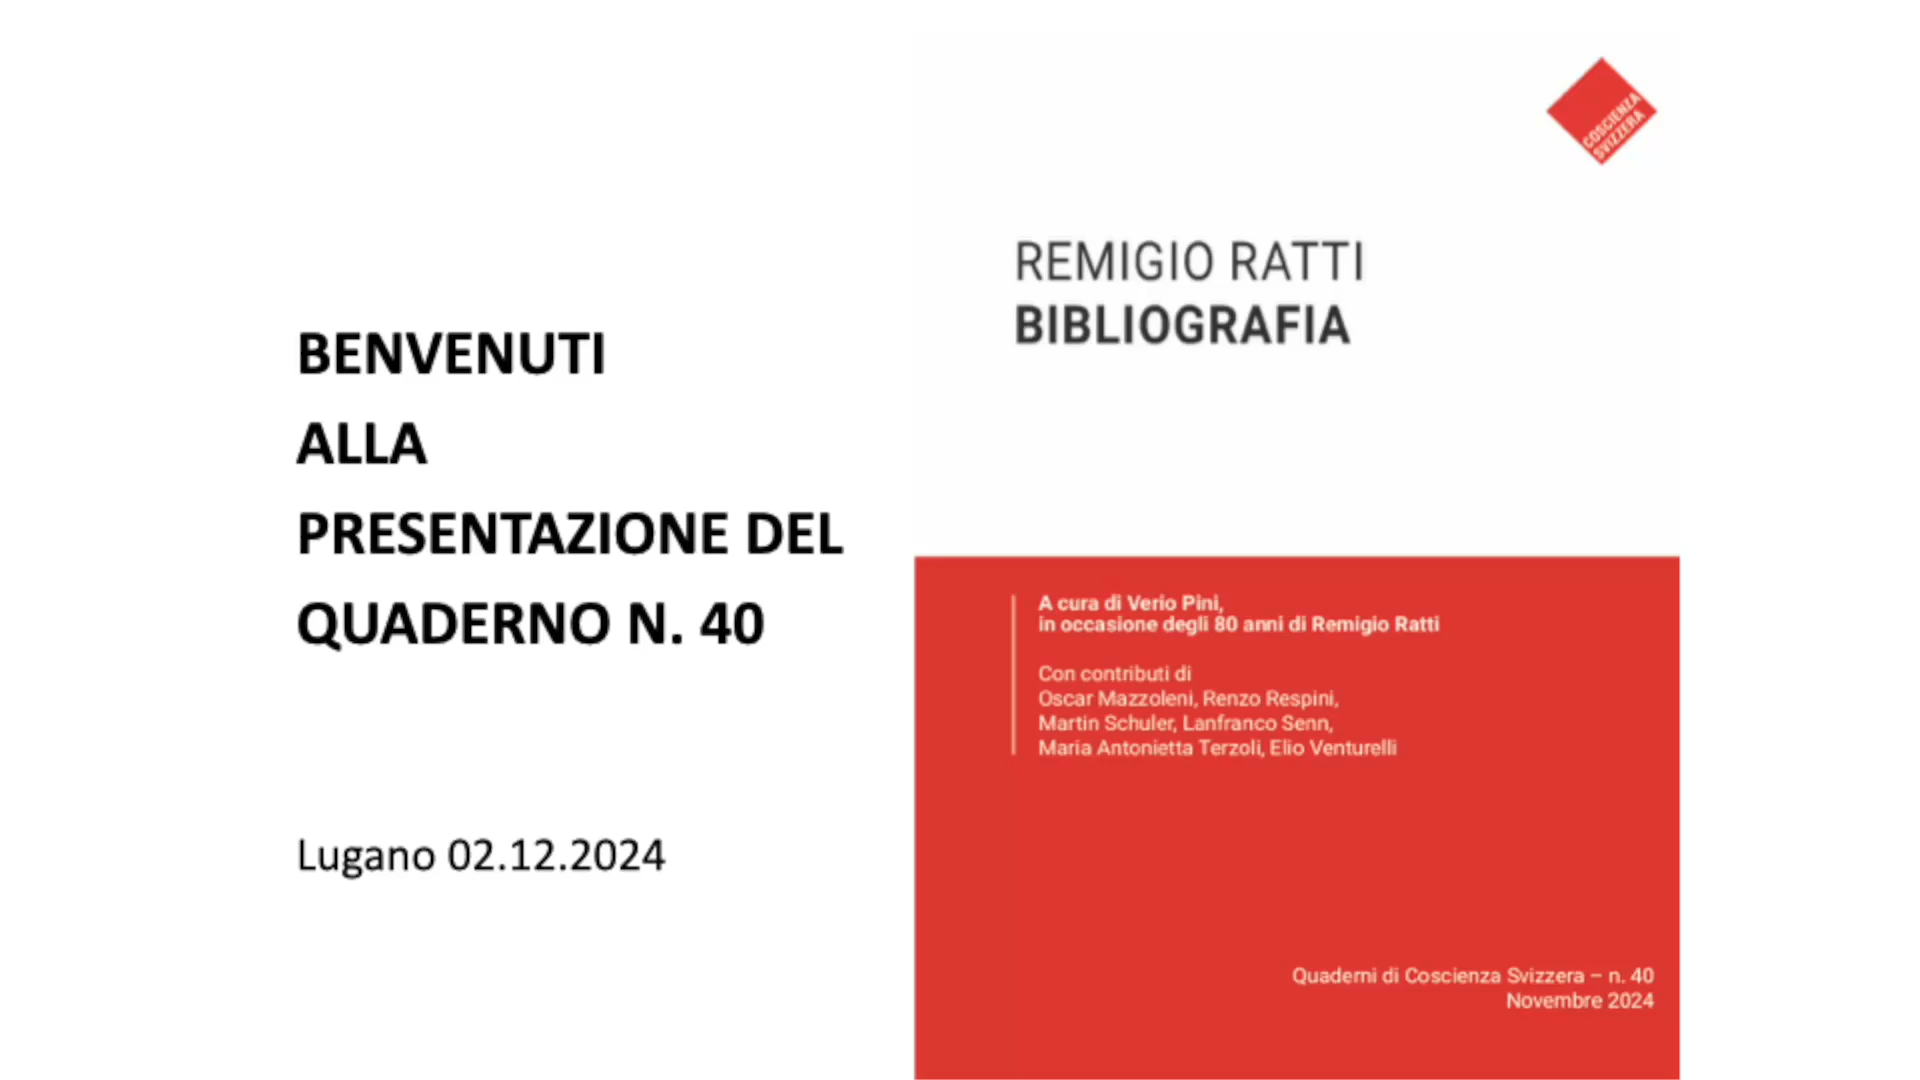 BENVENUTI
ALLA
PRESENTAZIONE DEL
QUADERNO N. 40
Lugano 02.12.2024
COSCIENZA
SVIZZERA
REMIGIO RATTI
BIBLIOGRAFIA
A cura di Verio Pini,
in occasione degli 80 anni di Remigio Ratti
Con contributi di
Oscar Mazzoleni, Renzo Respini,
Martin Schuler, Lanfranco Senn,
Maria Antonietta Terzoli, Elio Venturelli
Quaderni di Coscienza Svizzera – n. 40
Novembre 2024